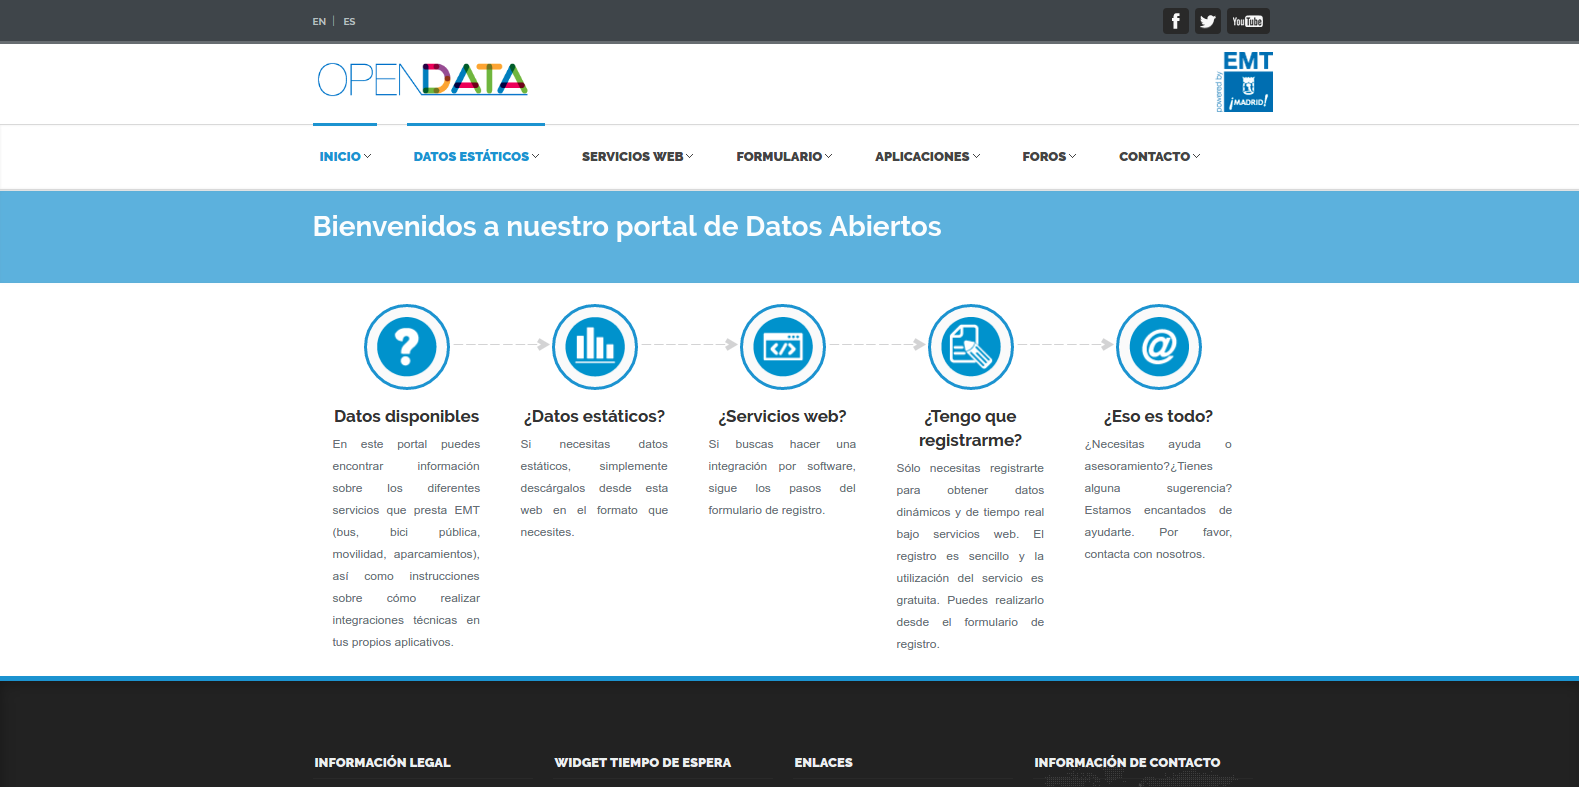 EN | ES
f
You Tube
OPENDATA
powered by
EMT
¡MADRID!
INICIO
DATOS ESTÁTICOS
SERVICIOS WEB
FORMULARIO
APLICACIONES
FOROS
CONTACTO
Bienvenidos a nuestro portal de Datos Abiertos
?
</>
@
Datos disponibles
En este portal puedes
encontrar información
sobre los diferentes
servicios que presta EMT
(bus, bici pública,
movilidad, aparcamientos),
así como instrucciones
sobre cómo realizar
integraciones técnicas en
tus propios aplicativos.
¿Datos estáticos?
Si necesitas datos
estáticos, simplemente
descárgalos desde esta
web en el formato que
necesites.
¿Servicios web?
Si buscas hacer una
integración por software,
sigue los pasos del
formulario de registro.
¿Tengo que
registrarme?
Sólo necesitas registrarte
para obtener datos
dinámicos y de tiempo real
bajo servicios web. El
registro es sencillo y la
utilización del servicio es
gratuita. Puedes realizarlo
desde el formulario de
registro.
¿Eso es todo?
¿Necesitas ayuda o
asesoramiento?¿Tienes
alguna sugerencia?
Estamos encantados de
ayudarte. Por favor,
contacta con nosotros.
INFORMACIÓN LEGAL
WIDGET TIEMPO DE ESPERA
ENLACES
INFORMACIÓN DE CONTACTO